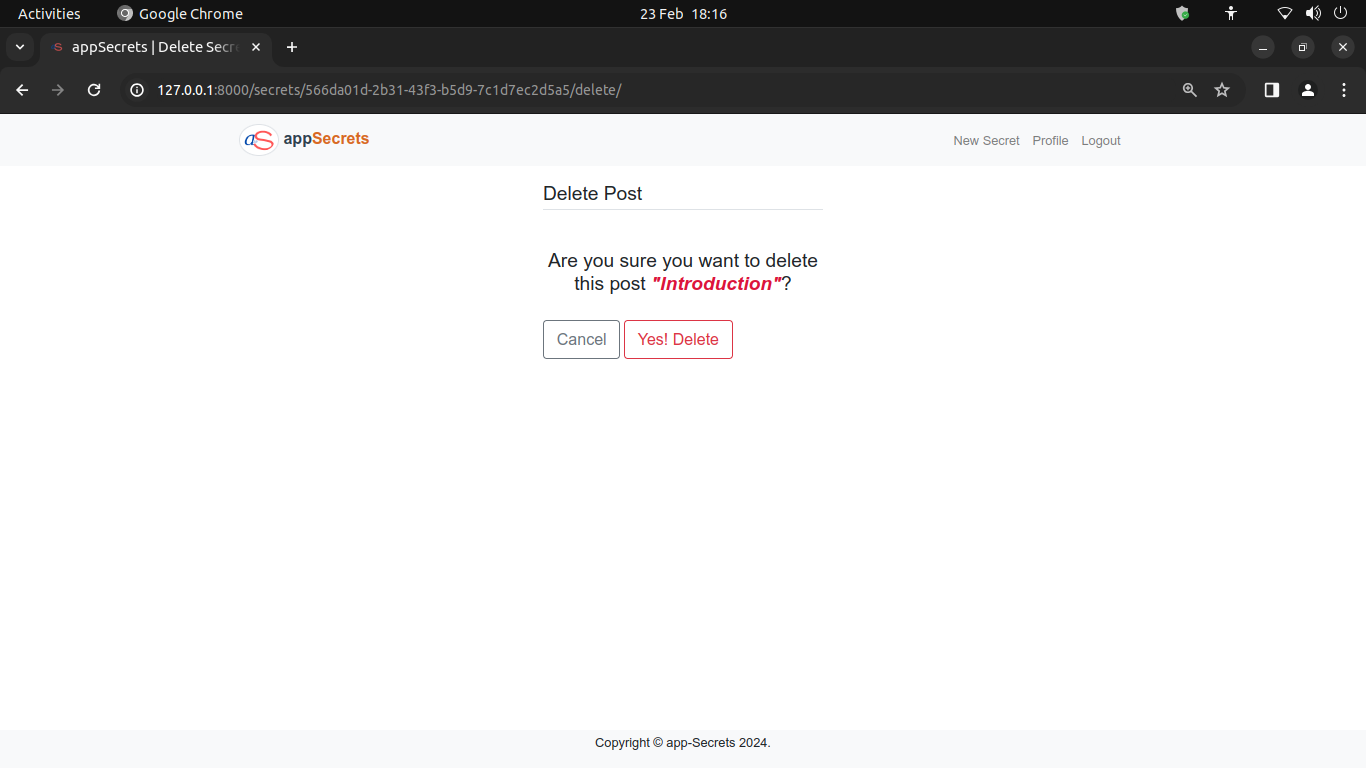 Activities
Google Chrome
23 Feb 18:16
S appSecrets | Delete Secre
127.0.0.1:8000/secrets/566da01d-2b31-43f3-b5d9-7c1d7ec2d5a5/delete/
aS appSecrets
New Secret Profile Logout
Delete Post
Are you sure you want to delete
this post "Introduction"?
Cancel Yes! Delete
Copyright © app-Secrets 2024.